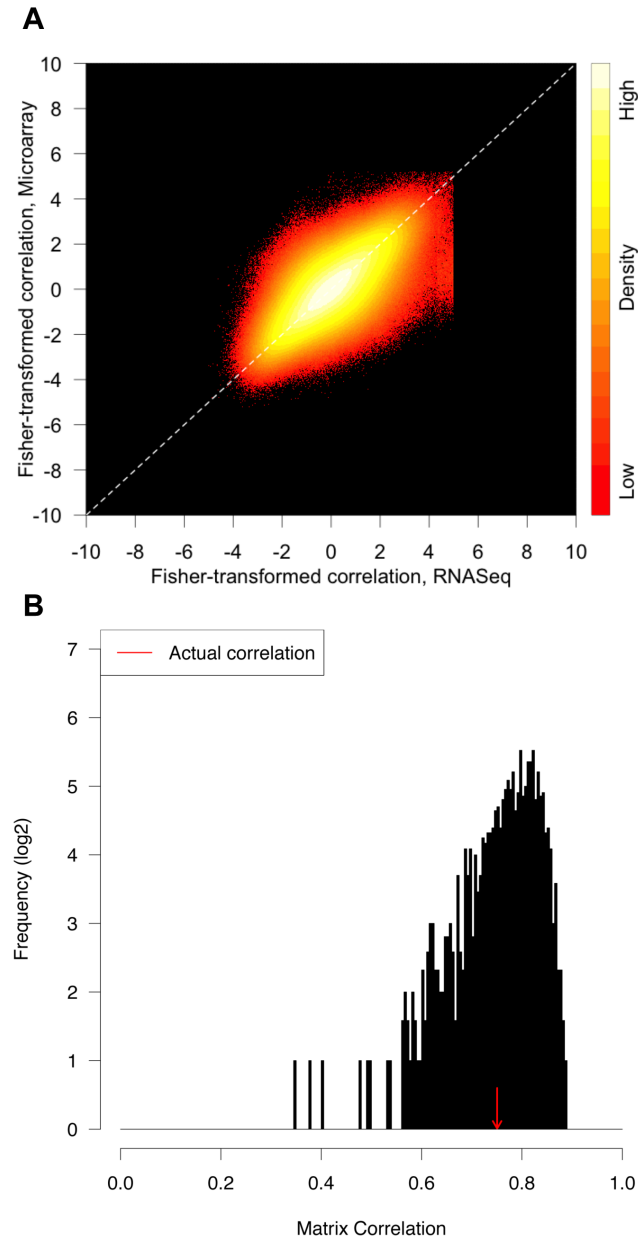 A
10
8
6
4
2
0
-2
-4
-6
-8
-10
Fisher-transformed correlation, Microarray
-10 -8 -6 -4 -2 0 2 4 6 8 10
Fisher-transformed correlation, RNASeq
High
Density
Low
B
Actual correlation
7
6
5
4
3
2
1
0
Frequency (log2)
0.0 0.2 0.4 0.6 0.8 1.0
Matrix Correlation